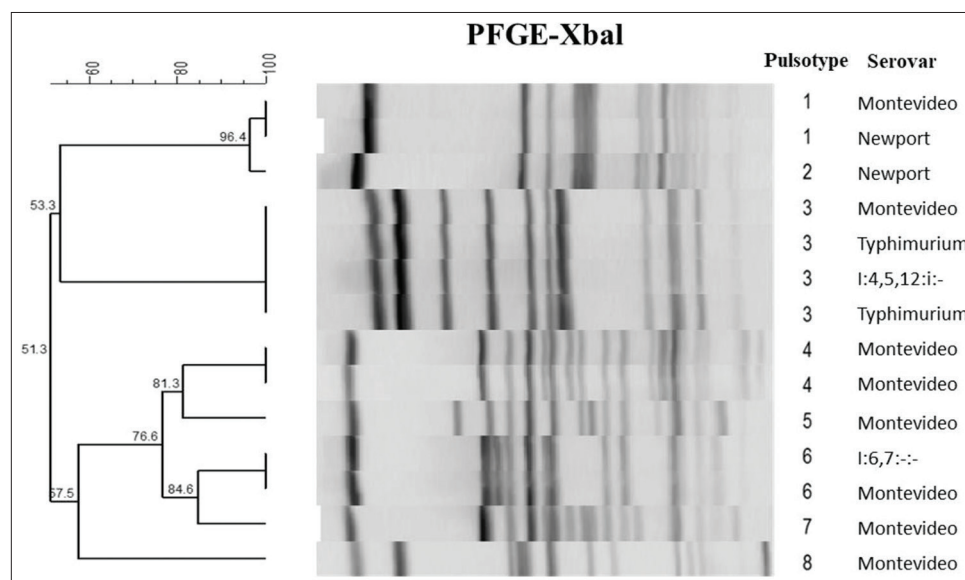 PFGE-XbaI
Pulsotype Serovar
60 80 100
1 Montevideo
96.4
1 Newport
2 Newport
53.3
3 Montevideo
3 Typhimurium
3 I:4,5,12:i:-
3 Typhimurium
51.3
4 Montevideo
81.3
4 Montevideo
5 Montevideo
76.6
6 I:6,7:-:-
84.6
57.5
6 Montevideo
7 Montevideo
8 Montevideo